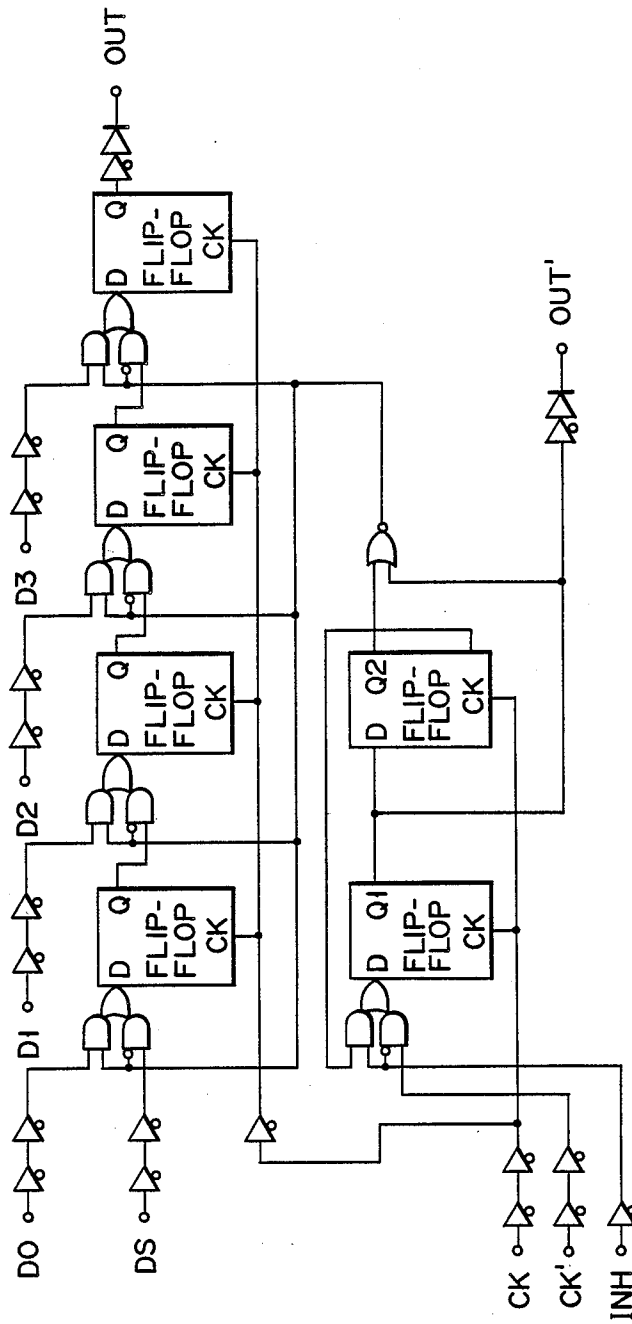 D0
D1
D2
D3
DS
D Q
FLIP-
FLOP
CK
D Q
FLIP-
FLOP
CK
D Q
FLIP-
FLOP
CK
D Q
FLIP-
FLOP
CK
OUT
D Q1
FLIP-
FLOP
CK
D Q2
FLIP-
FLOP
CK
OUT'
CK
CK'
INH